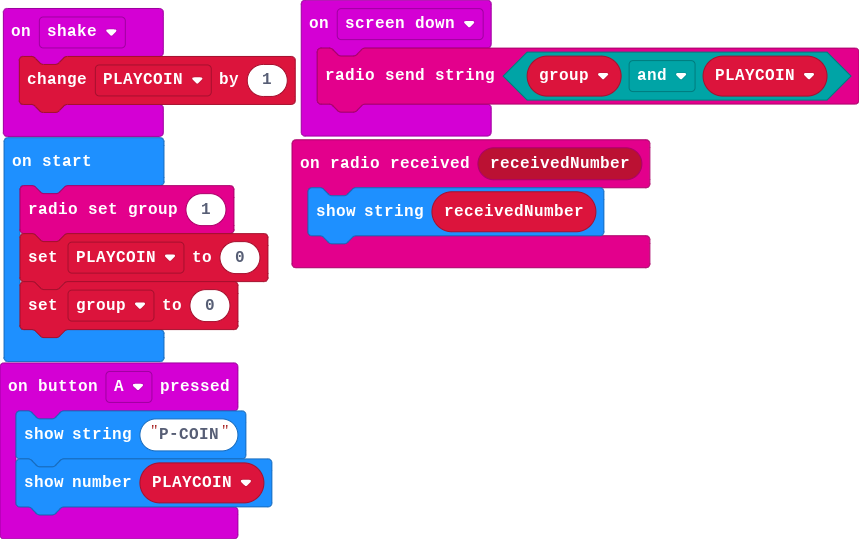 on shake
change PLAYCOIN by 1
on start
radio set group 1
set PLAYCOIN to 0
set group to 0
on button A pressed
show string "P-COIN"
show number PLAYCOIN
on screen down
radio send string group and PLAYCOIN
on radio received receivedNumber
show string receivedNumber